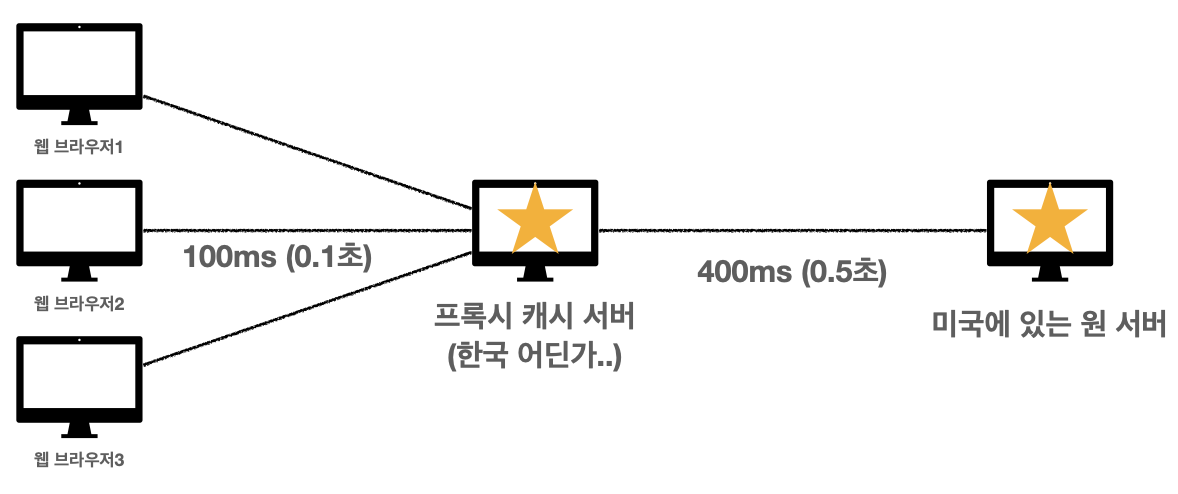 웹 브라우저1
웹 브라우저2
100ms (0.1초)
웹 브라우저3
프록시 캐시 서버
(한국 어딘가..)
400ms (0.5초)
미국에 있는 원 서버